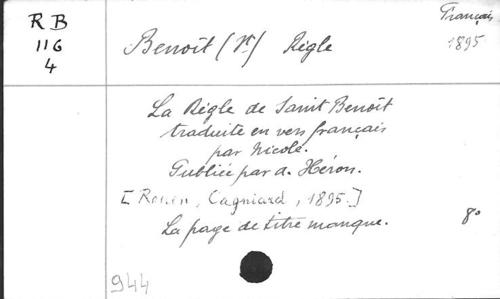 RB
116
4
Français
1895
Benoît (St) Règle
La Règle de Saint Benoît
traduite en vers français
par Nicole.
Publiée par A. Héron.
[Rouen, Cagniard, 1895.]
La page de titre manque.
8°
944